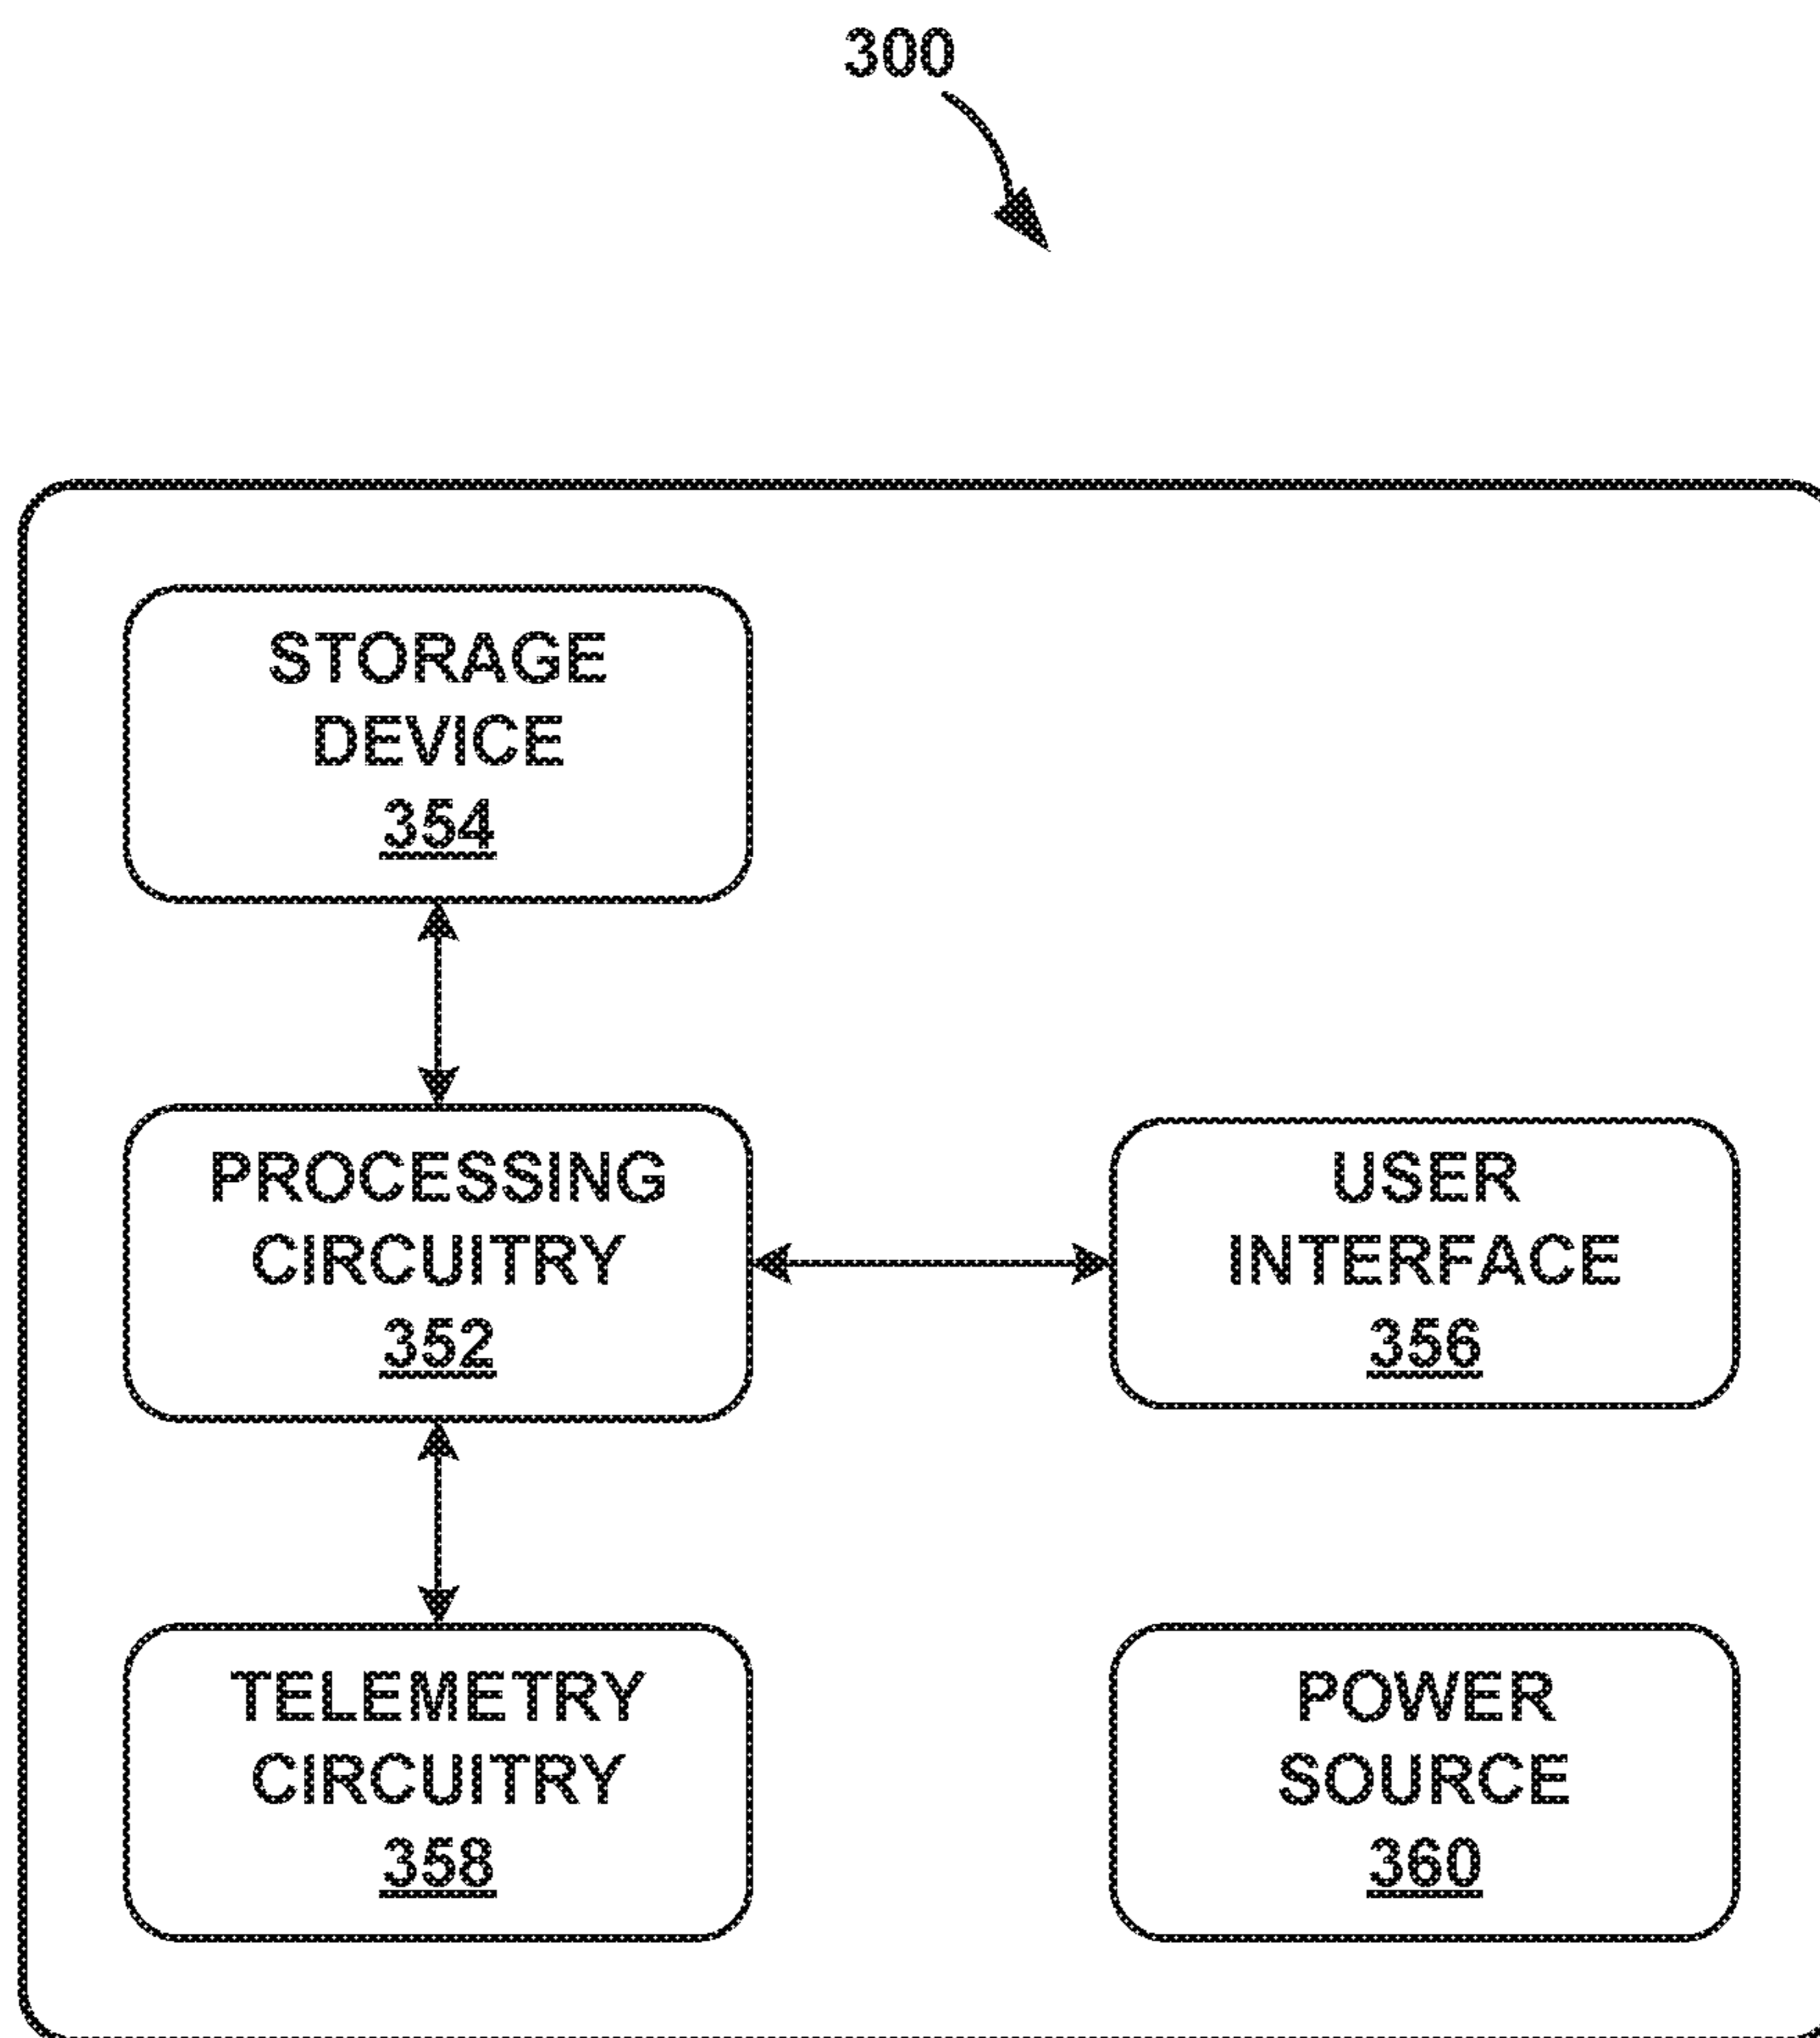 300
STORAGE
DEVICE
354
PROCESSING
CIRCUITRY
352
USER
INTERFACE
356
TELEMETRY
CIRCUITRY
358
POWER
SOURCE
360